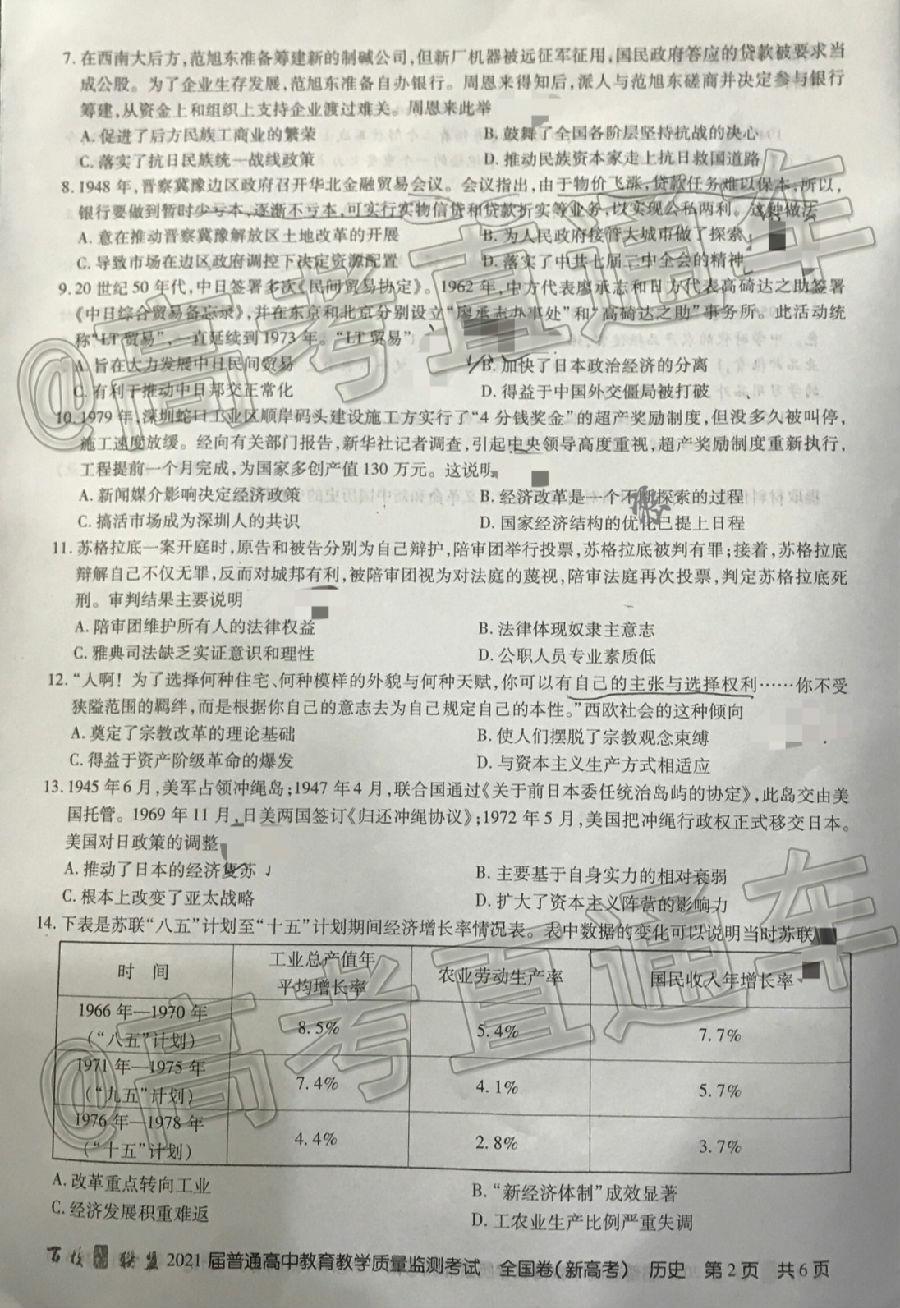 7. 在西南大后方,范旭东准备筹建新的制碱公司,但新厂机器被远征军征用,国民政府答应的贷款被要求当
成公股。为了企业生存发展,范旭东准备自办银行。周恩来得知后,派人与范旭东磋商并决定参与银行
筹建,从资金上和组织上支持企业渡过难关。周恩来此举
A. 促进了后方民族工商业的繁荣 B. 鼓舞了全国各阶层坚持抗战的决心
C. 落实了抗日民族统一战线政策 D. 推动民族资本家走上抗日救国道路
8. 1948 年,晋察冀豫边区政府召开华北金融贸易会议。会议指出,由于物价飞涨,贷款任务难以保本,所以,
银行要做到暂时少亏本,逐渐不亏本,可实行实物信贷和贷款折实等业务,以实现公私两利。这种做法
A. 意在推动晋察冀豫解放区土地改革的开展 B. 为人民政府接管大城市做了探索
C. 导致市场在边区政府调控下决定资源配置 D. 落实了中共七届二中全会的精神
9. 20 世纪 50 年代,中日签署多次《民间贸易协定》。1962 年,中方代表廖承志和日方代表高碕达之助签署
《中日综合贸易备忘录》,并在东京和北京分别设立“廖承志办事处”和“高碕达之助”事务所。此活动统
称“LT 贸易”,一直延续到 1973 年。“LT 贸易”
A. 旨在大力发展中日民间贸易 B. 加快了日本政治经济的分离
C. 有利于推动中日邦交正常化 D. 得益于中国外交僵局被打破
10. 1979 年,深圳蛇口工业区顺岸码头建设施工方实行了“4 分钱奖金”的超产奖励制度,但没多久被叫停,
施工速度放缓。经向有关部门报告,新华社记者调查,引起中央领导高度重视,超产奖励制度重新执行,
工程提前一个月完成,为国家多创产值 130 万元。这说明
A. 新闻媒介影响决定经济政策 B. 经济改革是一个不断探索的过程
C. 搞活市场成为深圳人的共识 D. 国家经济结构的优化已提上日程
11. 苏格拉底一案开庭时,原告和被告分别为自己辩护,陪审团举行投票,苏格拉底被判有罪;接着,苏格拉底
辩解自己不仅无罪,反而对城邦有利,被陪审团视为对法庭的蔑视,陪审法庭再次投票,判定苏格拉底死
刑。审判结果主要说明
A. 陪审团维护所有人的法律权益 B. 法律体现奴隶主意志
C. 雅典司法缺乏实证意识和理性 D. 公职人员专业素质低
12. “人啊!为了选择何种住宅、何种模样的外貌与何种天赋,你可以有自己的主张与选择权利……你不受
狭隘范围的羁绊,而是根据你自己的意志去为自己规定自己的本性。”西欧社会的这种倾向
A. 奠定了宗教改革的理论基础 B. 使人们摆脱了宗教观念束缚
C. 得益于资产阶级革命的爆发 D. 与资本主义生产方式相适应
13. 1945 年 6 月,美军占领冲绳岛;1947 年 4 月,联合国通过《关于前日本委任统治岛屿的协定》,此岛交由美
国托管。1969 年 11 月,日美两国签订《归还冲绳协议》;1972 年 5 月,美国把冲绳行政权正式移交日本。
美国对日政策的调整
A. 推动了日本的经济复苏 B. 主要基于自身实力的相对衰弱
C. 根本上改变了亚太战略 D. 扩大了资本主义阵营的影响力
14. 下表是苏联“八五”计划至“十五”计划期间经济增长率情况表。表中数据的变化可以说明当时苏联
时 间 工业总产值年平均增长率 农业劳动生产率 国民收入年增长率
1966 年—1970 年(“八五”计划) 8.5% 5.4% 7.7%
1971 年—1975 年(“九五”计划) 7.4% 4.1% 5.7%
1976 年—1978 年(“十五”计划) 4.4% 2.8% 3.7%
A. 改革重点转向工业 B. “新经济体制”成效显著
C. 经济发展积重难返 D. 工农业生产比例严重失调
百校联盟 2021 届普通高中教育教学质量监测考试 全国卷(新高考) 历史 第 2 页 共 6 页
@高考直通车
@高考直通车